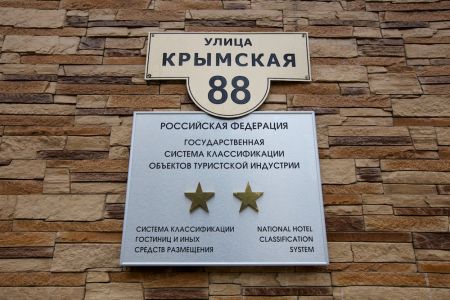 УЛИЦА
КРЫМСКАЯ
88
РОССИЙСКАЯ ФЕДЕРАЦИЯ
ГОСУДАРСТВЕННАЯ
СИСТЕМА КЛАССИФИКАЦИИ
ОБЪЕКТОВ ТУРИСТСКОЙ ИНДУСТРИИ
СИСТЕМА КЛАССИФИКАЦИИ
ГОСТИНИЦ И ИНЫХ
СРЕДСТВ РАЗМЕЩЕНИЯ
NATIONAL HOTEL
CLASSIFICATION
SYSTEM